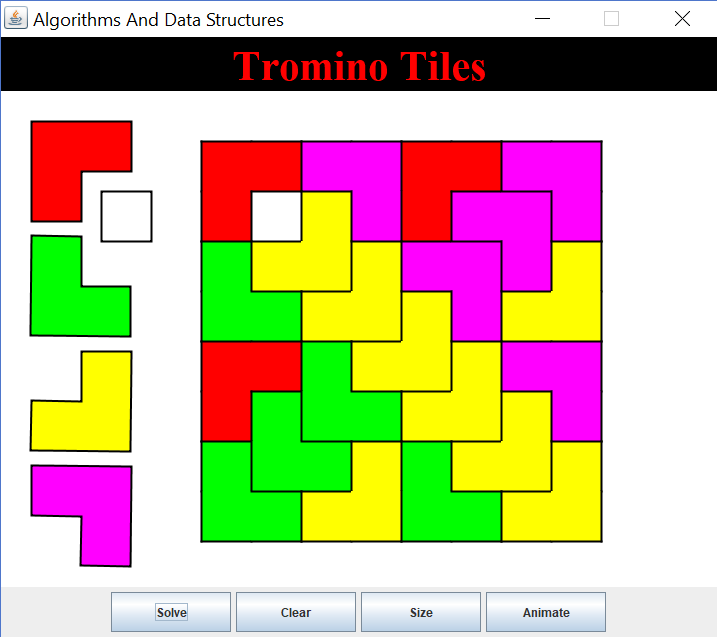 Algorithms And Data Structures
Tromino Tiles
Solve Clear Size Animate